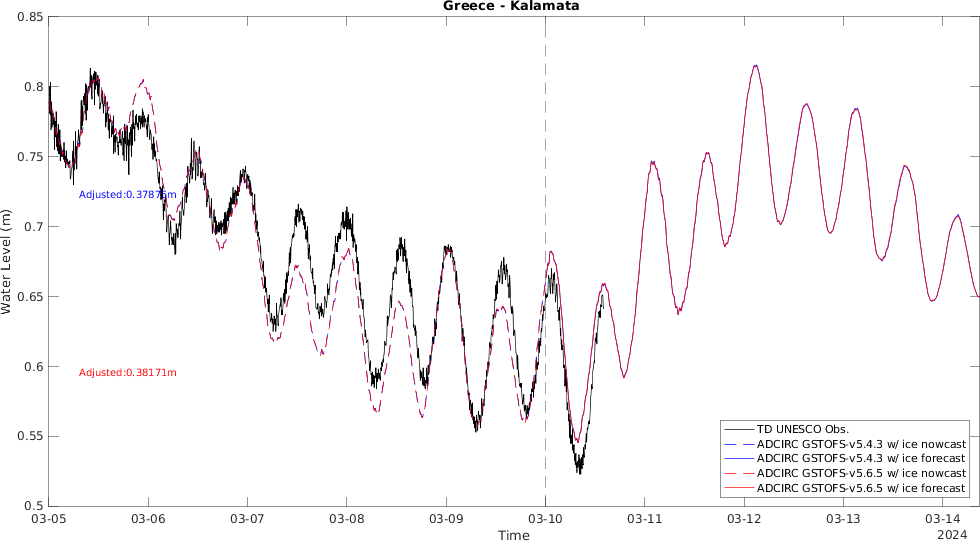 Greece - Kalamata
0.85
0.8
0.75
0.7
0.65
0.6
0.55
0.5
Water Level (m)
Adjusted:0.37875m
Adjusted:0.38171m
TD UNESCO Obs.
ADCIRC GSTOFS-v5.4.3 w/ ice nowcast
ADCIRC GSTOFS-v5.4.3 w/ ice forecast
ADCIRC GSTOFS-v5.6.5 w/ ice nowcast
ADCIRC GSTOFS-v5.6.5 w/ ice forecast
03-05 03-06 03-07 03-08 03-09 03-10 03-11 03-12 03-13 03-14
Time
2024